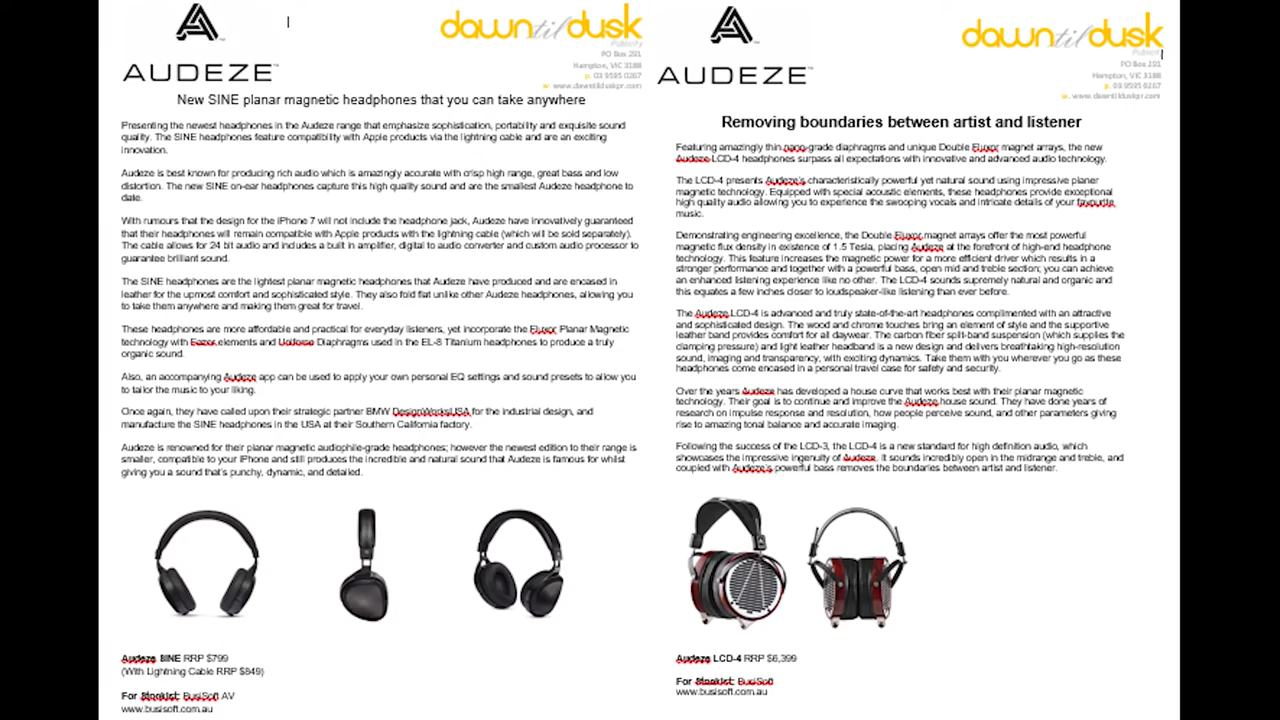 AUDEZE™
dawntildusk
Publicity
PO Box 291
Hampton, VIC 3188
p. 03 9595 0267
w. www.dawntilduskpr.com
New SINE planar magnetic headphones that you can take anywhere
Presenting the newest headphones in the Audeze range that emphasize sophistication, portability and exquisite sound
quality. The SINE headphones feature compatibility with Apple products via the lightning cable and are an exciting
innovation.
Audeze is best known for producing rich audio which is amazingly accurate with crisp high range, great bass and low
distortion. The new SINE on-ear headphones capture this high quality sound and are the smallest Audeze headphone to
date.
With rumours that the design for the iPhone 7 will not include the headphone jack, Audeze have innovatively guaranteed
that their headphones will remain compatible with Apple products with the lightning cable (which will be sold separately).
The cable allows for 24 bit audio and includes a built in amplifier, digital to audio converter and custom audio processor to
guarantee brilliant sound.
The SINE headphones are the lightest planar magnetic headphones that Audeze have produced and are encased in
leather for the upmost comfort and sophisticated style. They also fold flat unlike other Audeze headphones, allowing you
to take them anywhere and making them great for travel.
These headphones are more affordable and practical for everyday listeners, yet incorporate the Fluxor Planar Magnetic
technology with Fazor elements and Uniforce Diaphragms used in the EL-8 Titanium headphones to produce a truly
organic sound.
Also, an accompanying Audeze app can be used to apply your own personal EQ settings and sound presets to allow you
to tailor the music to your liking.
Once again, they have called upon their strategic partner BMW DesignWorksUSA for the industrial design, and
manufacture the SINE headphones in the USA at their Southern California factory.
Audeze is renowned for their planar magnetic audiophile-grade headphones; however the newest edition to their range is
smaller, compatible to your iPhone and still produces the incredible and natural sound that Audeze is famous for whilst
giving you a sound that's punchy, dynamic, and detailed.
Audeze SINE RRP $799
(With Lightning Cable RRP $849)
For Stockist: BusiSoft AV
www.busisoft.com.au
AUDEZE™
dawntildusk
Publicity
PO Box 291
Hampton, VIC 3188
p. 03 9595 0267
w. www.dawntilduskpr.com
Removing boundaries between artist and listener
Featuring amazingly thin nano-grade diaphragms and unique Double Fluxor magnet arrays, the new
Audeze LCD-4 headphones surpass all expectations with innovative and advanced audio technology.
The LCD-4 presents Audeze's characteristically powerful yet natural sound using impressive planer
magnetic technology. Equipped with special acoustic elements, these headphones provide exceptional
high quality audio allowing you to experience the swooping vocals and intricate details of your favourite
music.
Demonstrating engineering excellence, the Double Fluxor magnet arrays offer the most powerful
magnetic flux density in existence of 1.5 Tesla, placing Audeze at the forefront of high-end headphone
technology. This feature increases the magnetic power for a more efficient driver which results in a
stronger performance and together with a powerful bass, open mid and treble section; you can achieve
an enhanced listening experience like no other. The LCD-4 sounds supremely natural and organic and
this equates a few inches closer to loudspeaker-like listening than ever before.
The Audeze LCD-4 is advanced and truly state-of-the-art headphones complimented with an attractive
and sophisticated design. The wood and chrome touches bring an element of style and the supportive
leather band provides comfort for all daywear. The carbon fiber split-band suspension (which supplies the
clamping pressure) and light leather headband is a new design and delivers breathtaking high-resolution
sound, imaging and transparency, with exciting dynamics. Take them with you wherever you go as these
headphones come encased in a personal travel case for safety and security.
Over the years Audeze has developed a house curve that works best with their planar magnetic
technology. Their goal is to continue and improve the Audeze house sound. They have done years of
research on impulse response and resolution, how people perceive sound, and other parameters giving
rise to amazing tonal balance and accurate imaging.
Following the success of the LCD-3, the LCD-4 is a new standard for high definition audio, which
showcases the impressive ingenuity of Audeze. It sounds incredibly open in the midrange and treble, and
coupled with Audeze's powerful bass removes the boundaries between artist and listener.
Audeze LCD-4 RRP $6,399
For Stockist: BusiSoft
www.busisoft.com.au